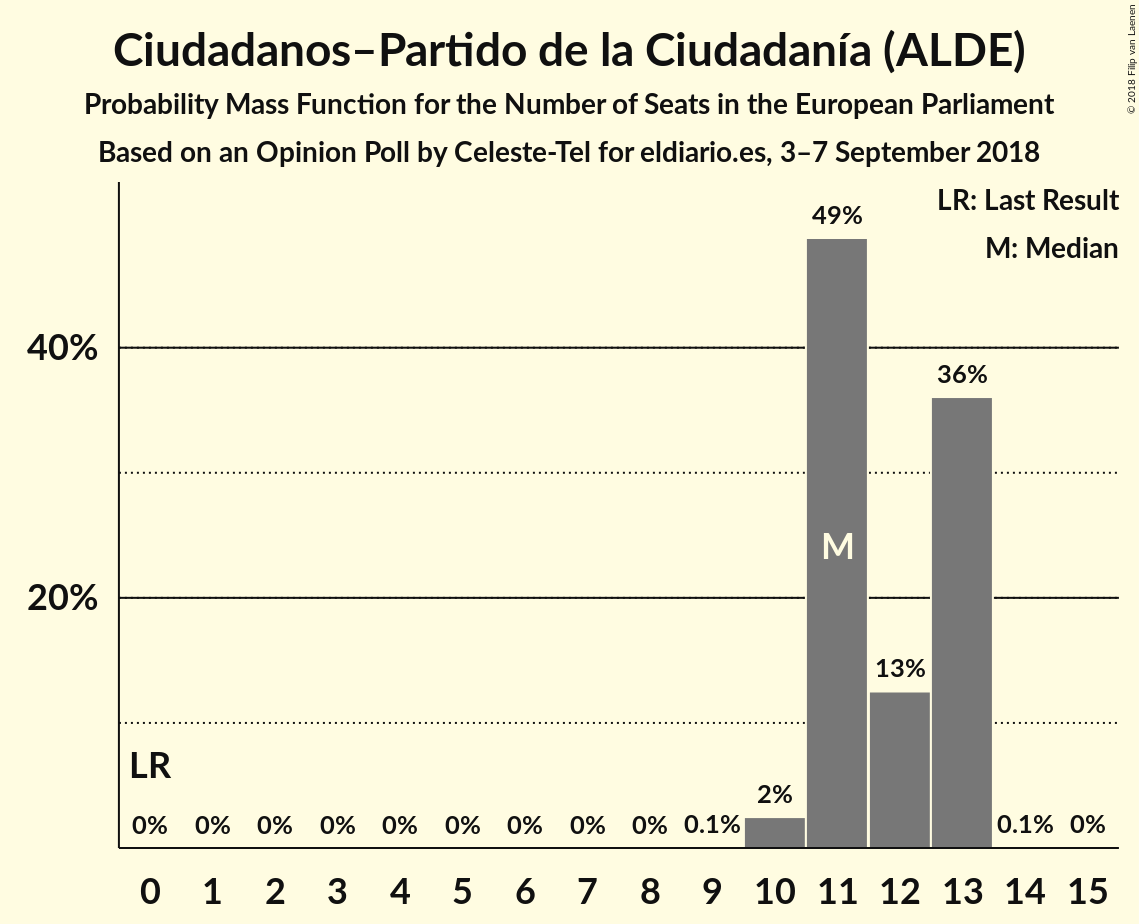 Ciudadanos–Partido de la Ciudadanía (ALDE)
Probability Mass Function for the Number of Seats in the European Parliament
Based on an Opinion Poll by Celeste-Tel for eldiario.es, 3–7 September 2018
© 2018 Filip van Laenen
LR: Last Result
M: Median
49%
40%
36%
M
20%
13%
LR
2%
0% 0% 0% 0% 0% 0% 0% 0% 0% 0.1% 0.1% 0%
0 1 2 3 4 5 6 7 8 9 10 11 12 13 14 15